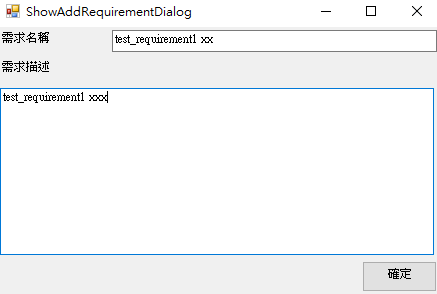 ShowAddRequirementDialog
需求名稱 test_requirement1 xx
需求描述
test_requirement1 xxx
確定